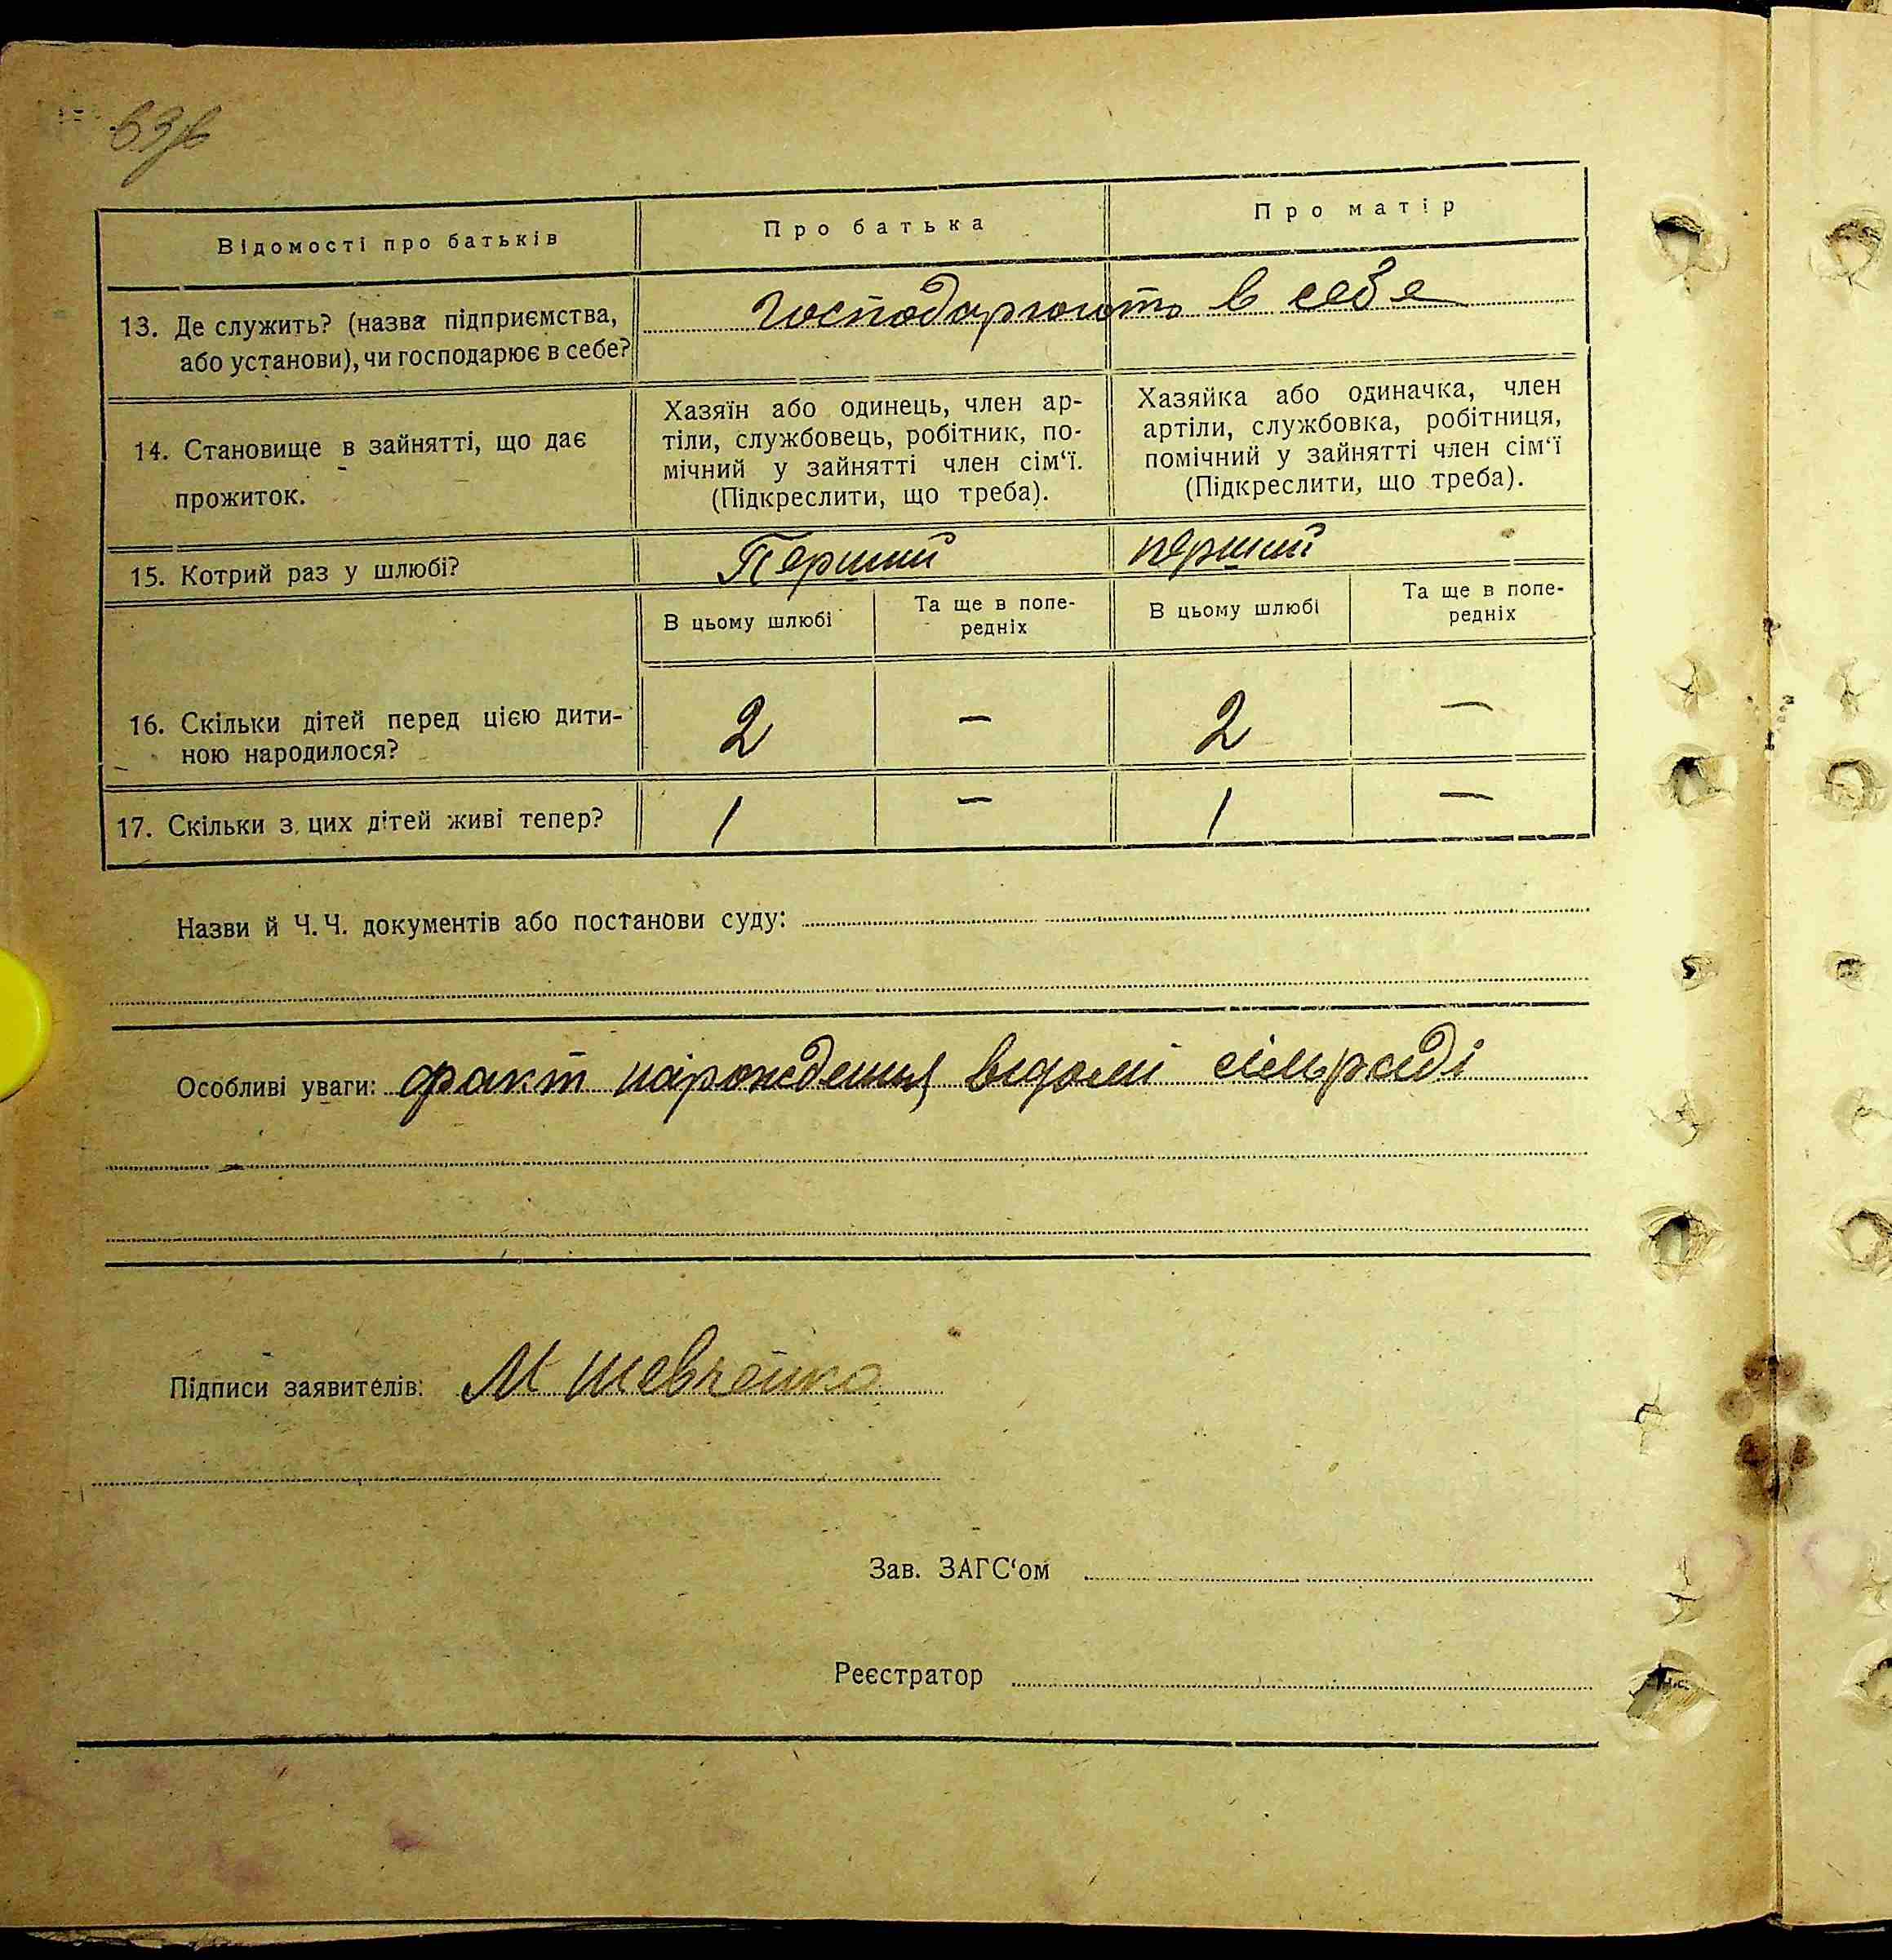 63 зв
Відомості про батьків
Про батька
Про матір
13. Де служить? (назва підприємства,
або установи), чи господарює в себе?
Господарюють в себе
14. Становище в зайнятті, що дає
прожиток.
Хазяїн або одинець, член ар-
тіли, службовець, робітник, по-
мічний у зайнятті член сім‘ї.
(Підкреслити, що треба).
Хазяйка або одиначка, член
артіли, службовка, робітниця,
помічний у зайнятті член сім‘ї
(Підкреслити, що треба).
15. Котрий раз у шлюбі?
Перший
перший
В цьому шлюбі
Та ще в попе-
редніх
В цьому шлюбі
Та ще в попе-
редніх
16. Скільки дітей перед цією дити-
ною народилося?
2
—
2
—
17. Скільки з цих дітей живі тепер?
1
—
1
—
Назви й Ч. Ч. документів або постанови суду:
Особливі уваги: факт нарождения відомі сільраді
Підписи заявителів: М Шевченко
Зав. ЗАГС‘ом
Реєстратор